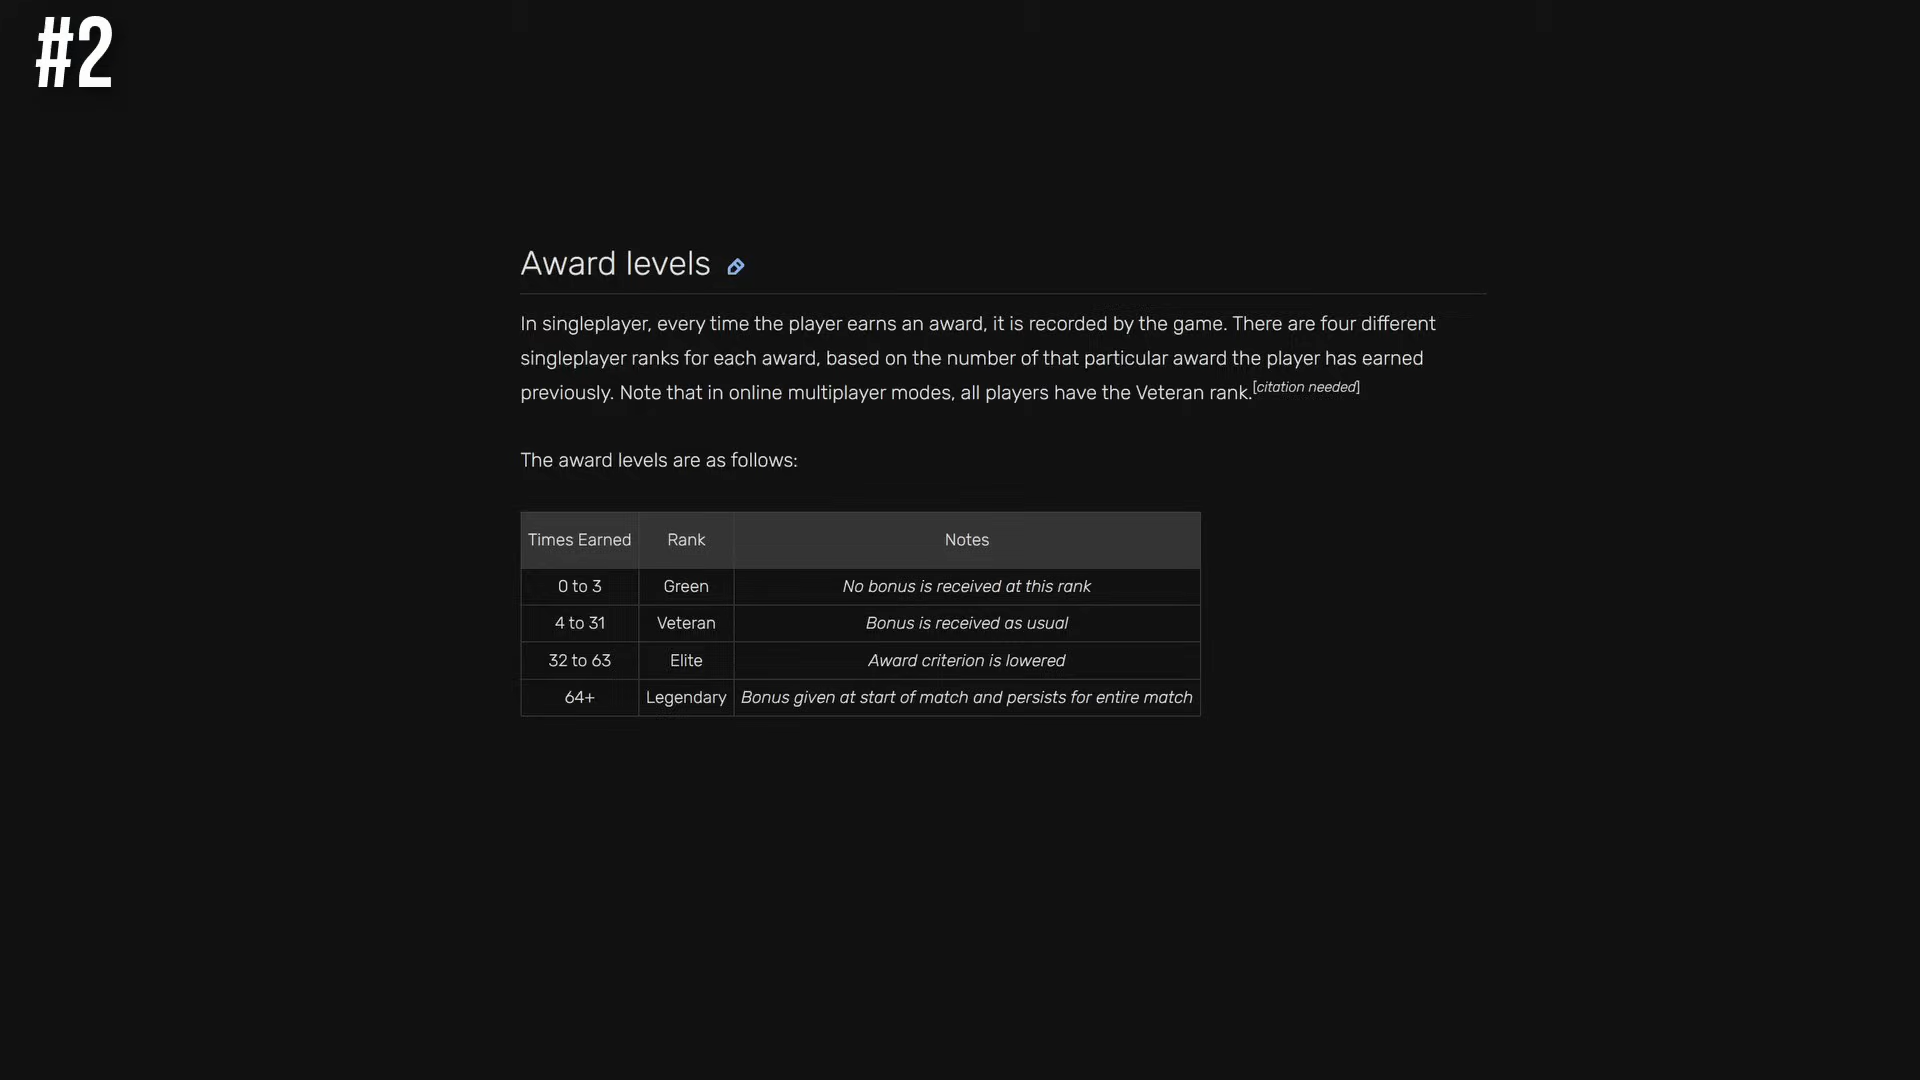 #2
Award levels
In singleplayer, every time the player earns an award, it is recorded by the game. There are four different
singleplayer ranks for each award, based on the number of that particular award the player has earned
previously. Note that in online multiplayer modes, all players have the Veteran rank.[citation needed]
The award levels are as follows:
Times Earned Rank Notes
0 to 3 Green No bonus is received at this rank
4 to 31 Veteran Bonus is received as usual
32 to 63 Elite Award criterion is lowered
64+ Legendary Bonus given at start of match and persists for entire match